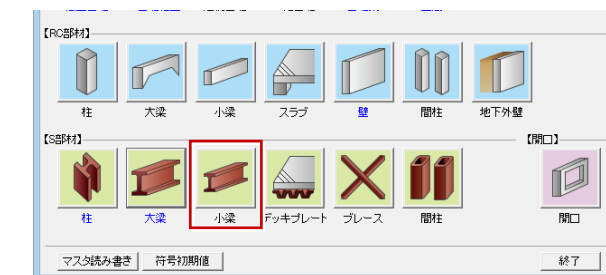 【RC部材】
柱 大梁 小梁 スラブ 壁 間柱 地下外壁
【S部材】 【開口】
柱 大梁 小梁 デッキプレート ブレース 間柱 開口
マスタ読み書き 符号初期値 終了